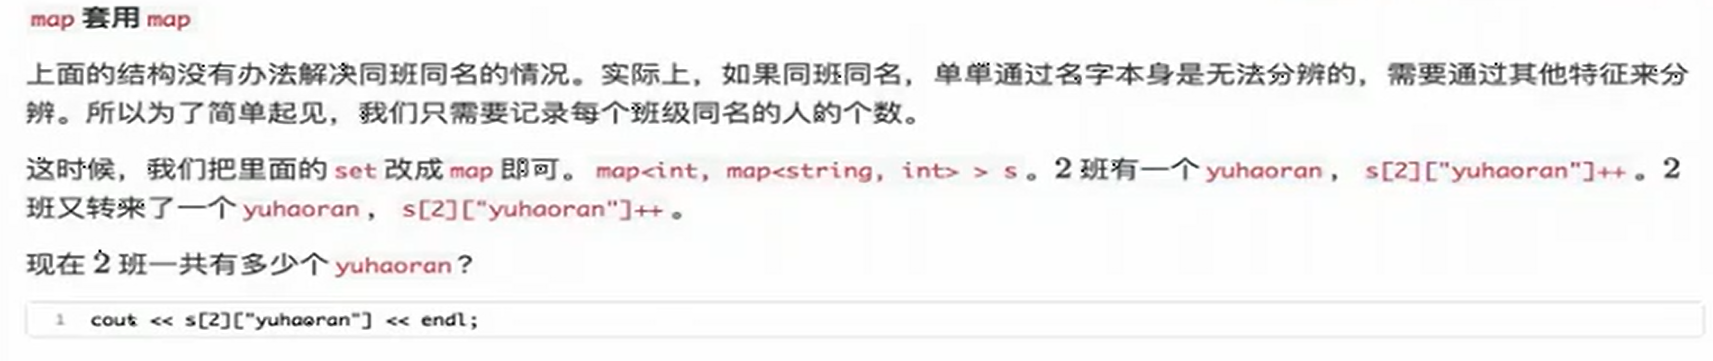 map 套用 map
上面的结构没有办法解决同班同名的情况。实际上，如果同班同名，单单通过名字本身是无法分辨的，需要通过其他特征来分
辨。所以为了简单起见，我们只需要记录每个班级同名的人的个数。
这时候，我们把里面的 set 改成 map 即可。 map<int, map<string, int> > s 。2 班有一个 yuhaoran ， s[2]["yuhaoran"]++ 。2
班又转来了一个 yuhaoran ， s[2]["yuhaoran"]++ 。
现在 2 班一共有多少个 yuhaoran ？
1 cout << s[2]["yuhaoran"] << endl;